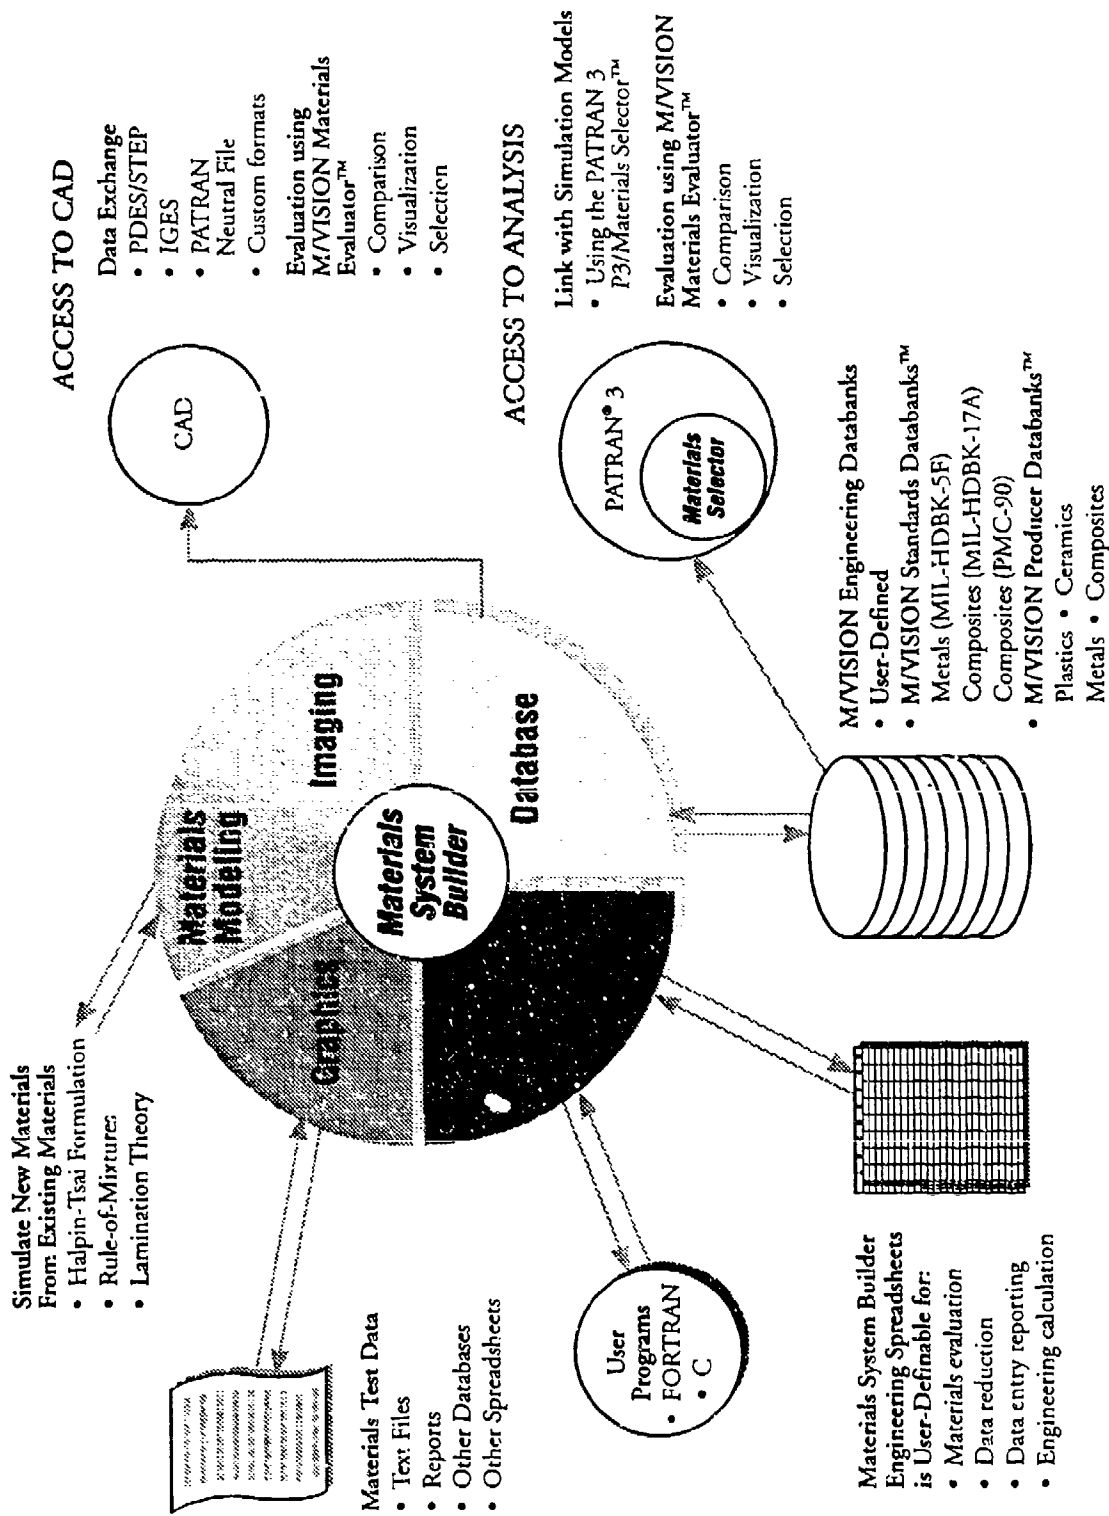 Simulate New Materials
From Existing Materials
• Halpin-Tsai Formulation
• Rule-of-Mixtures
• Lamination Theory
Materials Test Data
• Text Files
• Reports
• Other Databases
• Other Spreadsheets
User
Programs
• FORTRAN
• C
Materials System Builder
Engineering Spreadsheets
is User-Definable for:
• Materials evaluation
• Data reduction
• Data entry reporting
• Engineering calculation
Materials
Modeling
Imaging
Graphics
Materials
System
Builder
Database
ACCESS TO CAD
CAD
Data Exchange
• PDES/STEP
• IGES
• PATRAN
Neutral File
• Custom formats
Evaluation using
M/VISION Materials
Evaluator™
• Comparison
• Visualization
• Selection
ACCESS TO ANALYSIS
PATRAN® 3
Materials
Selector
Link with Simulation Models
• Using the PATRAN 3
P3/Materials Selector™
Evaluation using M/VISION
Materials Evaluator™
• Comparison
• Visualization
• Selection
M/VISION Engineering Databanks
• User-Defined
• M/VISION Standards Databanks™
Metals (MIL-HDBK-5F)
Composites (MIL-HDBK-17A)
Composites (PMC-90)
• M/VISION Producer Databanks™
Plastics • Ceramics
Metals • Composites